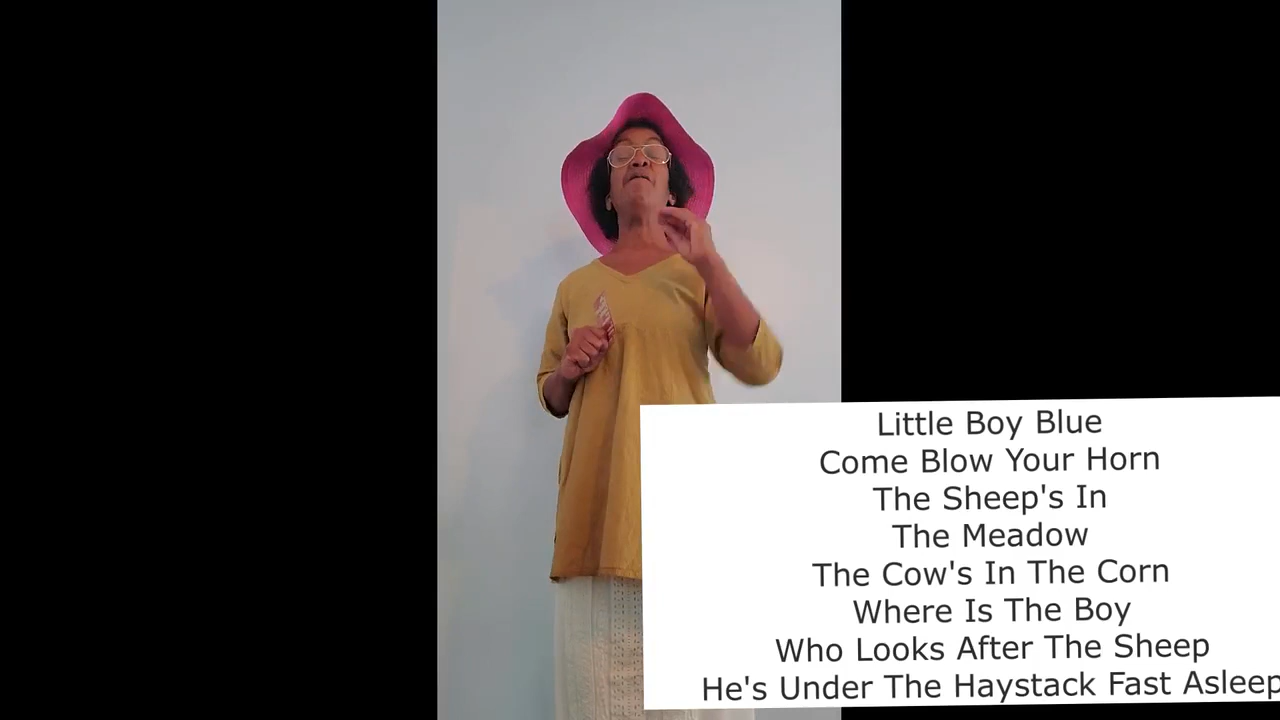 Little Boy Blue
Come Blow Your Horn
The Sheep's In
The Meadow
The Cow's In The Corn
Where Is The Boy
Who Looks After The Sheep
He's Under The Haystack Fast Asleep